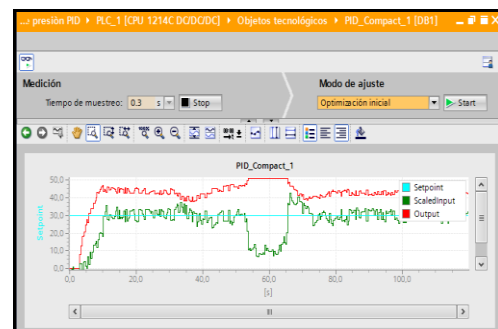 ...› presión PID › PLC_1 [CPU 1214C DC/DC/DC] › Objetos tecnológicos › PID_Compact_1 [DB1]
Medición
Modo de ajuste
Tiempo de muestreo: 0.3 s Stop
Optimización inicial Start
PID_Compact_1
Setpoint
50,0
40,0
30,0
20,0
10,0
0,0
Setpoint
ScaledInput
Output
0,0 20,0 40,0 60,0 80,0 100,0
[s]